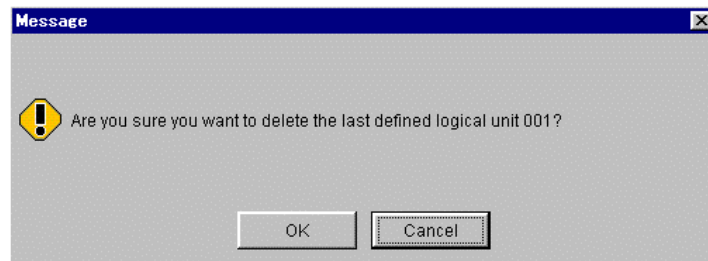 Message
Are you sure you want to delete the last defined logical unit 001?
OK
Cancel